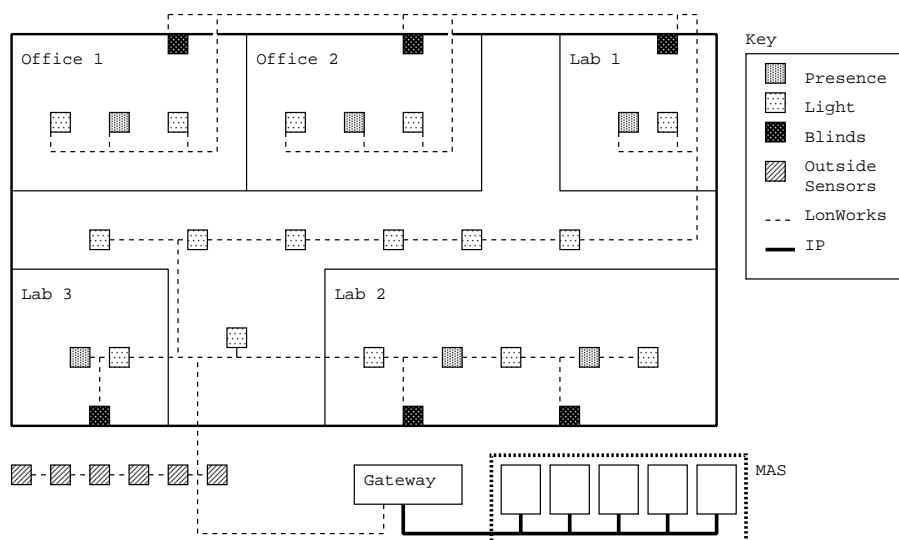 Office 1
Office 2
Lab 1
Key
Presence
Light
Blinds
Outside
Sensors
LonWorks
IP
Lab 3
Lab 2
Gateway
MAS